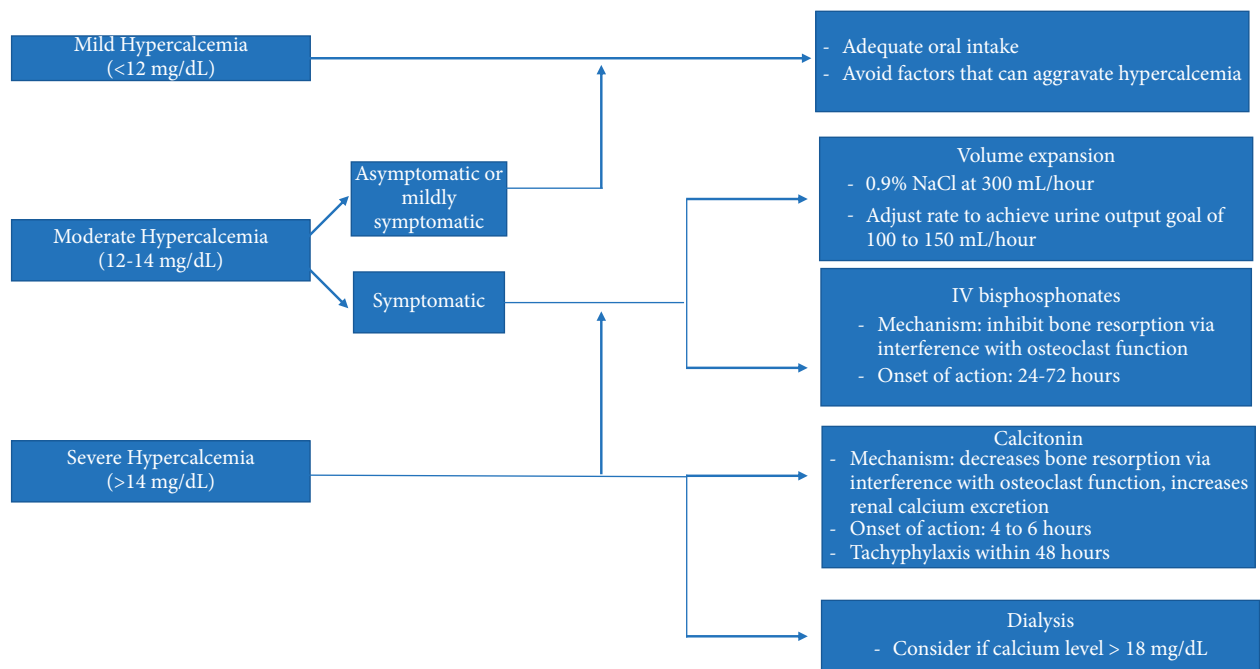 Mild Hypercalcemia
(<12 mg/dL)
- Adequate oral intake
- Avoid factors that can aggravate hypercalcemia
Asymptomatic or
mildly
symptomatic
Moderate Hypercalcemia
(12-14 mg/dL)
Symptomatic
Volume expansion
- 0.9% NaCl at 300 mL/hour
- Adjust rate to achieve urine output goal of
100 to 150 mL/hour
IV bisphosphonates
- Mechanism: inhibit bone resorption via
interference with osteoclast function
- Onset of action: 24-72 hours
Severe Hypercalcemia
(>14 mg/dL)
Calcitonin
- Mechanism: decreases bone resorption via
interference with osteoclast function, increases
renal calcium excretion
- Onset of action: 4 to 6 hours
- Tachyphylaxis within 48 hours
Dialysis
- Consider if calcium level > 18 mg/dL